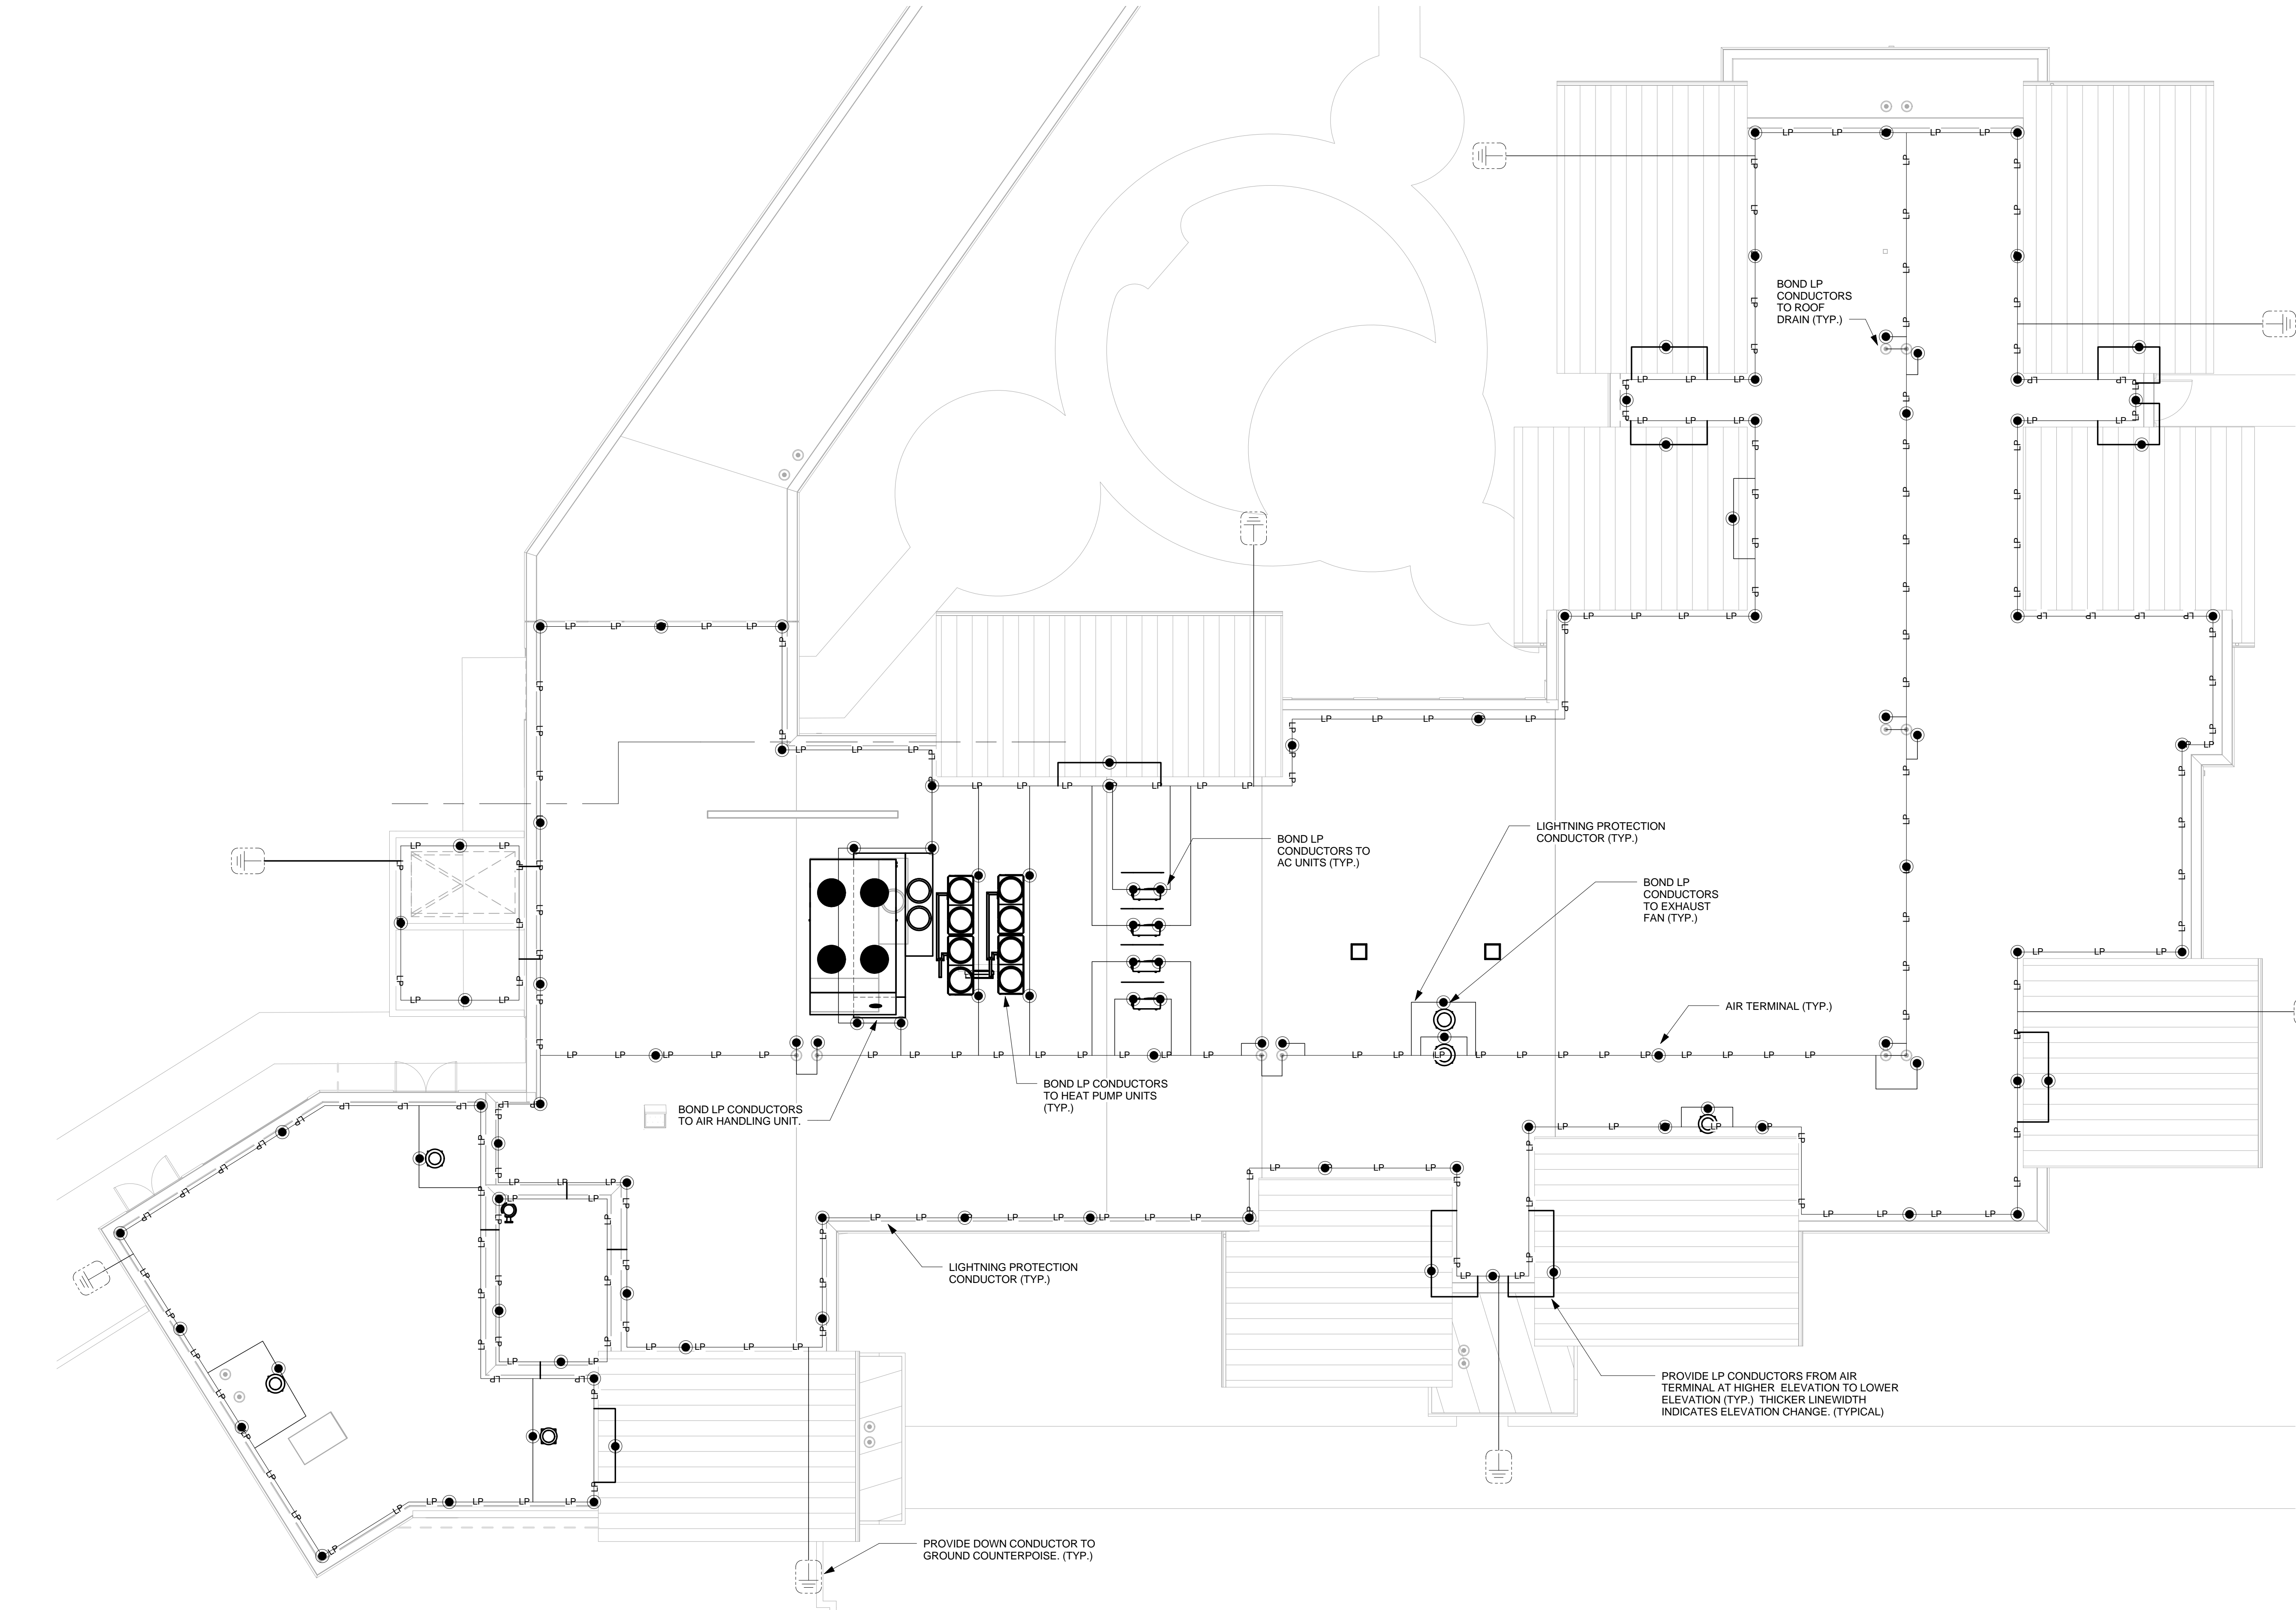 BOND LP
CONDUCTORS
TO ROOF
DRAIN (TYP.)
LIGHTNING PROTECTION
CONDUCTOR (TYP.)
BOND LP
CONDUCTORS TO
AC UNITS (TYP.)
BOND LP
CONDUCTORS
TO EXHAUST
FAN (TYP.)
AIR TERMINAL (TYP.)
BOND LP CONDUCTORS
TO HEAT PUMP UNITS
(TYP.)
BOND LP CONDUCTORS
TO AIR HANDLING UNIT.
LIGHTNING PROTECTION
CONDUCTOR (TYP.)
PROVIDE LP CONDUCTORS FROM AIR
TERMINAL AT HIGHER ELEVATION TO LOWER
ELEVATION (TYP.) THICKER LINEWIDTH
INDICATES ELEVATION CHANGE. (TYPICAL)
PROVIDE DOWN CONDUCTOR TO
GROUND COUNTERPOISE. (TYP.)